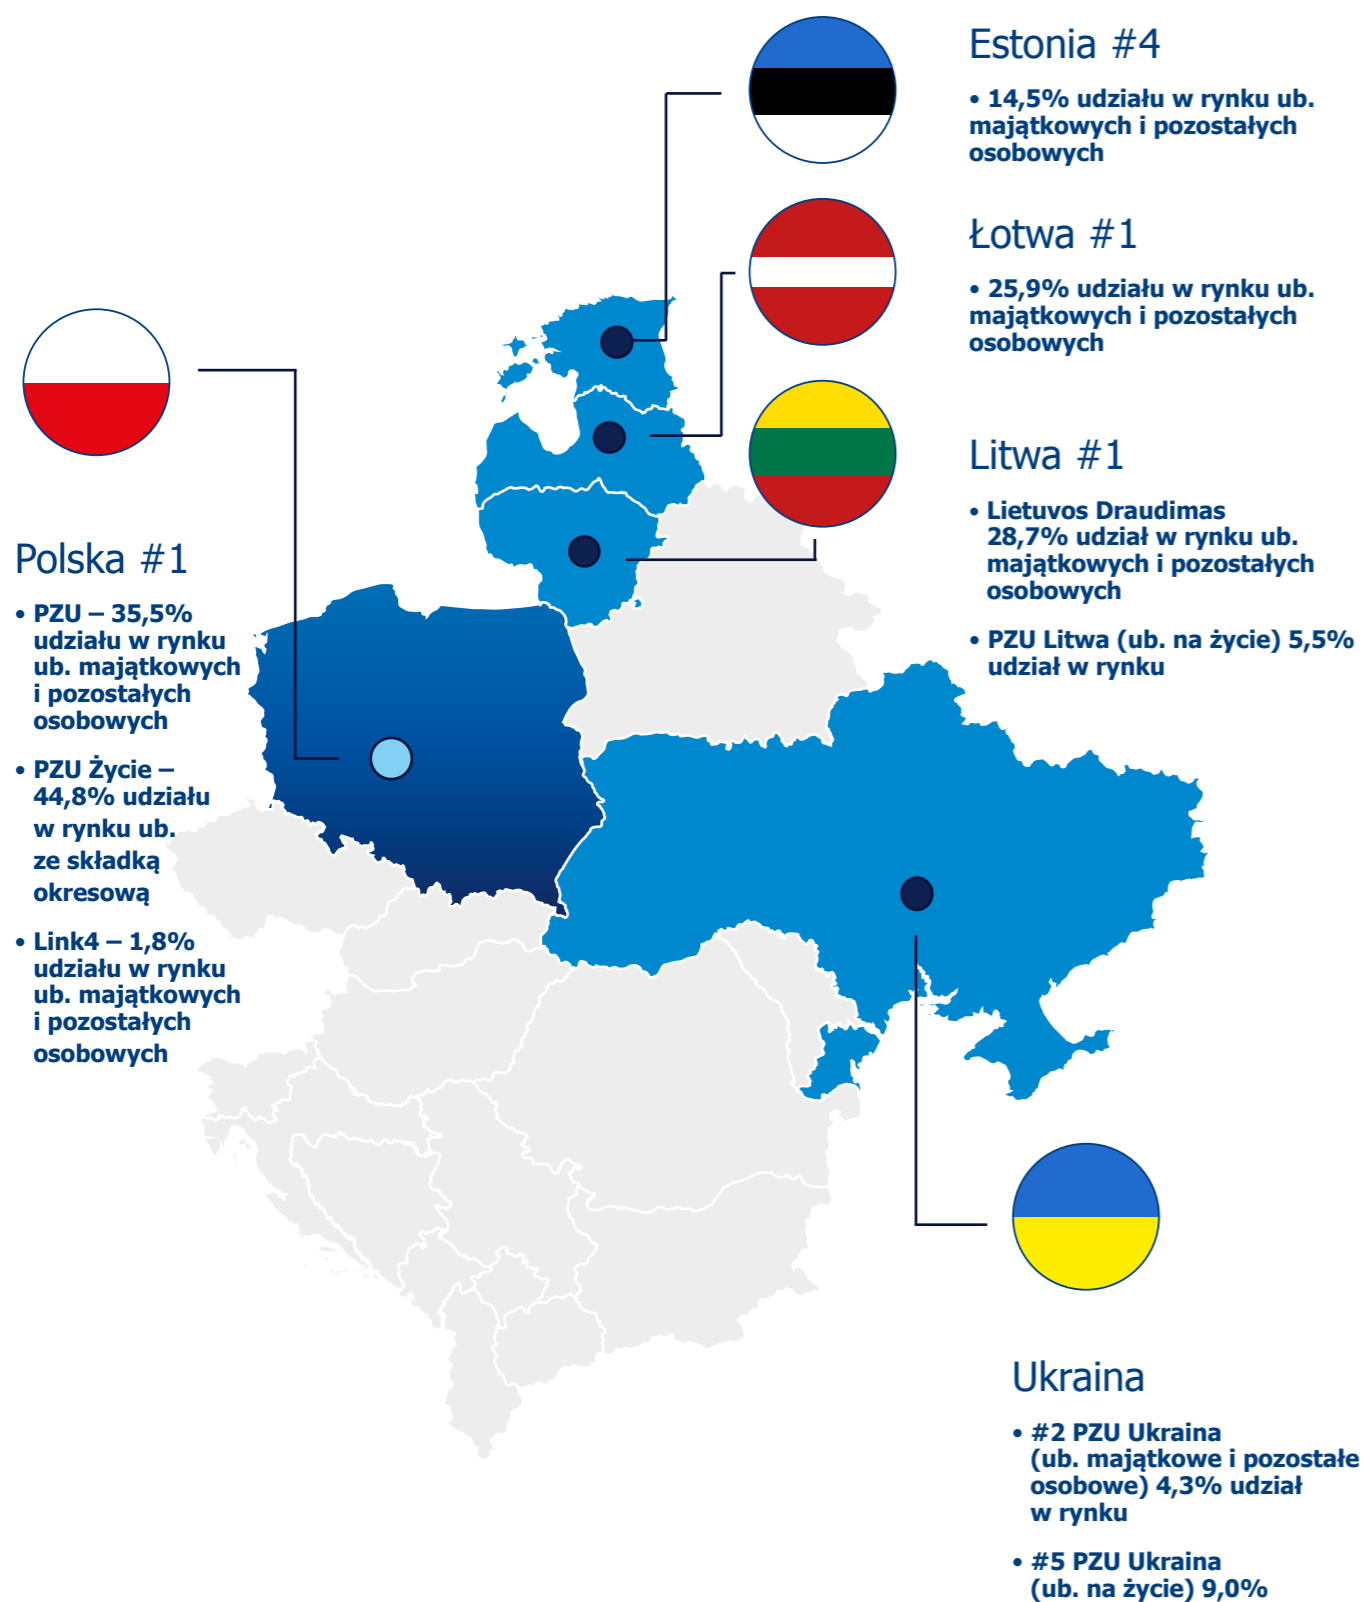 Estonia #4
• 14,5% udziału w rynku ub.
majątkowych i pozostałych
osobowych
Łotwa #1
• 25,9% udziału w rynku ub.
majątkowych i pozostałych
osobowych
Litwa #1
• Lietuvos Draudimas
28,7% udział w rynku ub.
majątkowych i pozostałych
osobowych
• PZU Litwa (ub. na życie) 5,5%
udział w rynku
Polska #1
• PZU – 35,5%
udziału w rynku
ub. majątkowych
i pozostałych
osobowych
• PZU Życie –
44,8% udziału
w rynku ub.
ze składką
okresową
• Link4 – 1,8%
udziału w rynku
ub. majątkowych
i pozostałych
osobowych
Ukraina
• #2 PZU Ukraina
(ub. majątkowe i pozostałe
osobowe) 4,3% udział
w rynku
• #5 PZU Ukraina
(ub. na życie) 9,0%